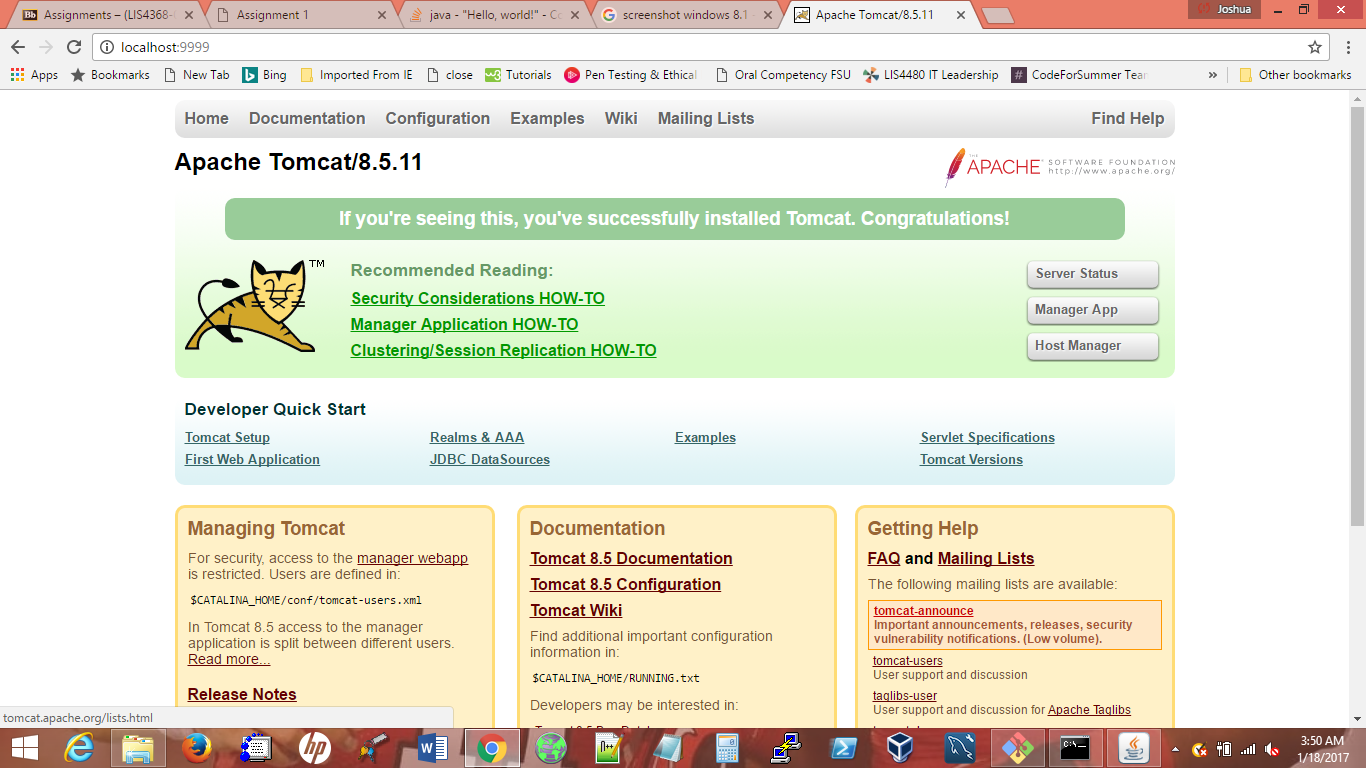 Assignments – (LIS4368-
Assignment 1
java - "Hello, world!" - Co
screenshot windows 8.1 -
Apache Tomcat/8.5.11
Joshua
localhost:9999
Apps
Bookmarks
New Tab
Bing
Imported From IE
close
Tutorials
Pen Testing & Ethical
Oral Competency FSU
LIS4480 IT Leadership
CodeForSummer Tea
»
Other bookmarks
Home Documentation Configuration Examples Wiki Mailing Lists Find Help
Apache Tomcat/8.5.11
THE
APACHE® SOFTWARE FOUNDATION
http://www.apache.org/
If you're seeing this, you've successfully installed Tomcat. Congratulations!
TM
Recommended Reading:
Security Considerations HOW-TO
Manager Application HOW-TO
Clustering/Session Replication HOW-TO
Server Status
Manager App
Host Manager
Developer Quick Start
Tomcat Setup
First Web Application
Realms & AAA
JDBC DataSources
Examples
Servlet Specifications
Tomcat Versions
Managing Tomcat
For security, access to the manager webapp
is restricted. Users are defined in:
$CATALINA_HOME/conf/tomcat-users.xml
In Tomcat 8.5 access to the manager
application is split between different users.
Read more...
Release Notes
Documentation
Tomcat 8.5 Documentation
Tomcat 8.5 Configuration
Tomcat Wiki
Find additional important configuration
information in:
$CATALINA_HOME/RUNNING.txt
Developers may be interested in:
Getting Help
FAQ and Mailing Lists
The following mailing lists are available:
tomcat-announce
Important announcements, releases, security
vulnerability notifications. (Low volume).
tomcat-users
User support and discussion
taglibs-user
User support and discussion for Apache Taglibs
tomcat.apache.org/lists.html
3:50 AM
1/18/2017